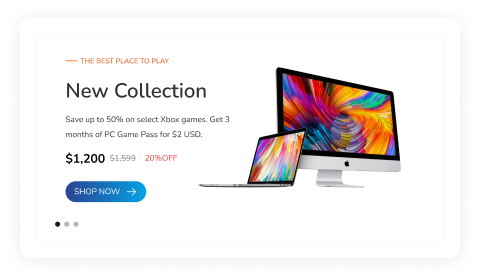 THE BEST PLACE TO PLAY
New Collection
Save up to 50% on select Xbox games. Get 3
months of PC Game Pass for $2 USD.
$1,200 $1,599 20%OFF
SHOP NOW